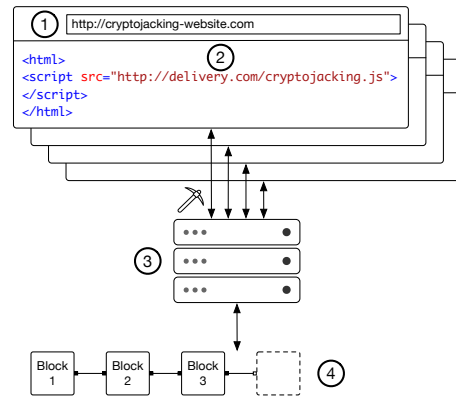 1 http://cryptojacking-website.com
2
<html>
<script src="http://delivery.com/cryptojacking.js">
</script>
</html>
3
Block
1
Block
2
Block
3
4